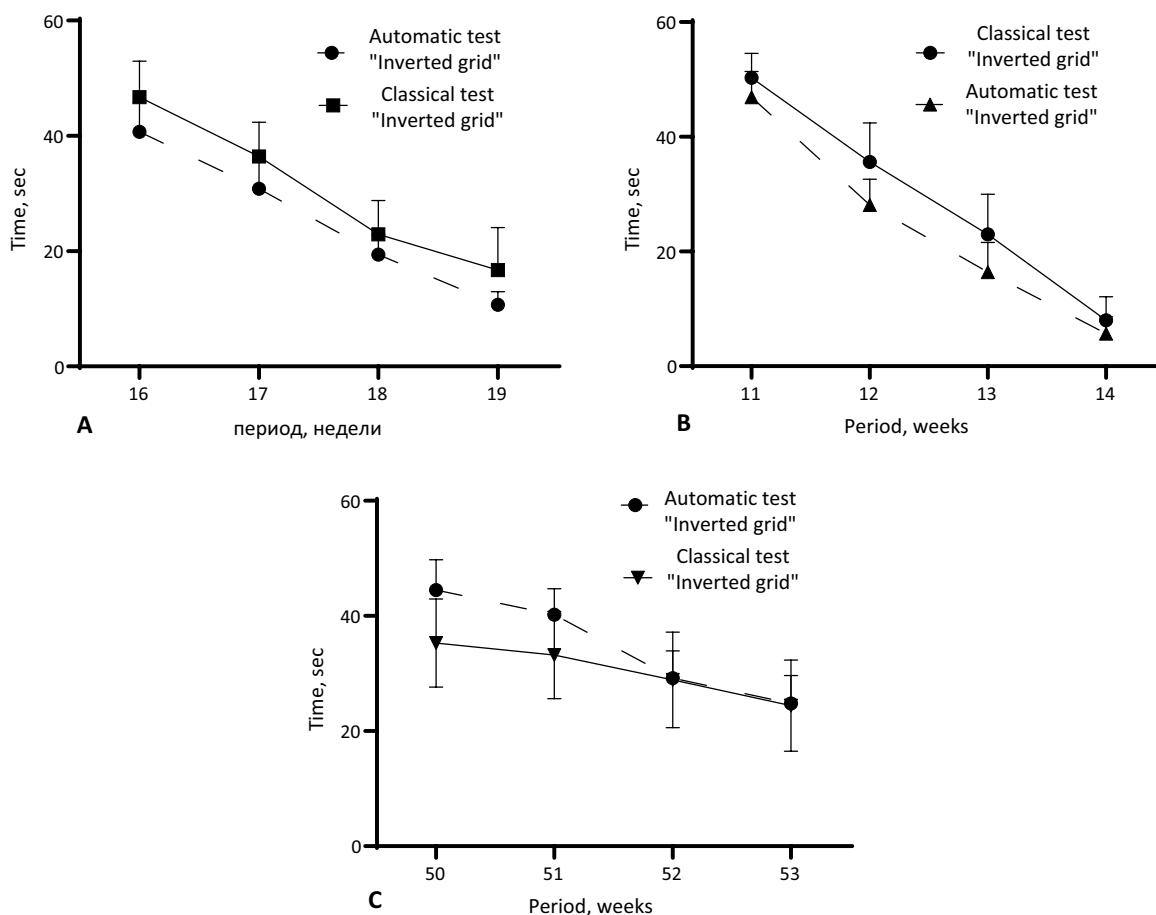 60
40
20
0
Time, sec
Automatic test
"Inverted grid"
Classical test
"Inverted grid"
16 17 18 19
A
период, недели
60
40
20
0
Time, sec
Classical test
"Inverted grid"
Automatic test
"Inverted grid"
11 12 13 14
B
Period, weeks
60
40
20
0
Time, sec
Automatic test
"Inverted grid"
Classical test
"Inverted grid"
50 51 52 53
C
Period, weeks